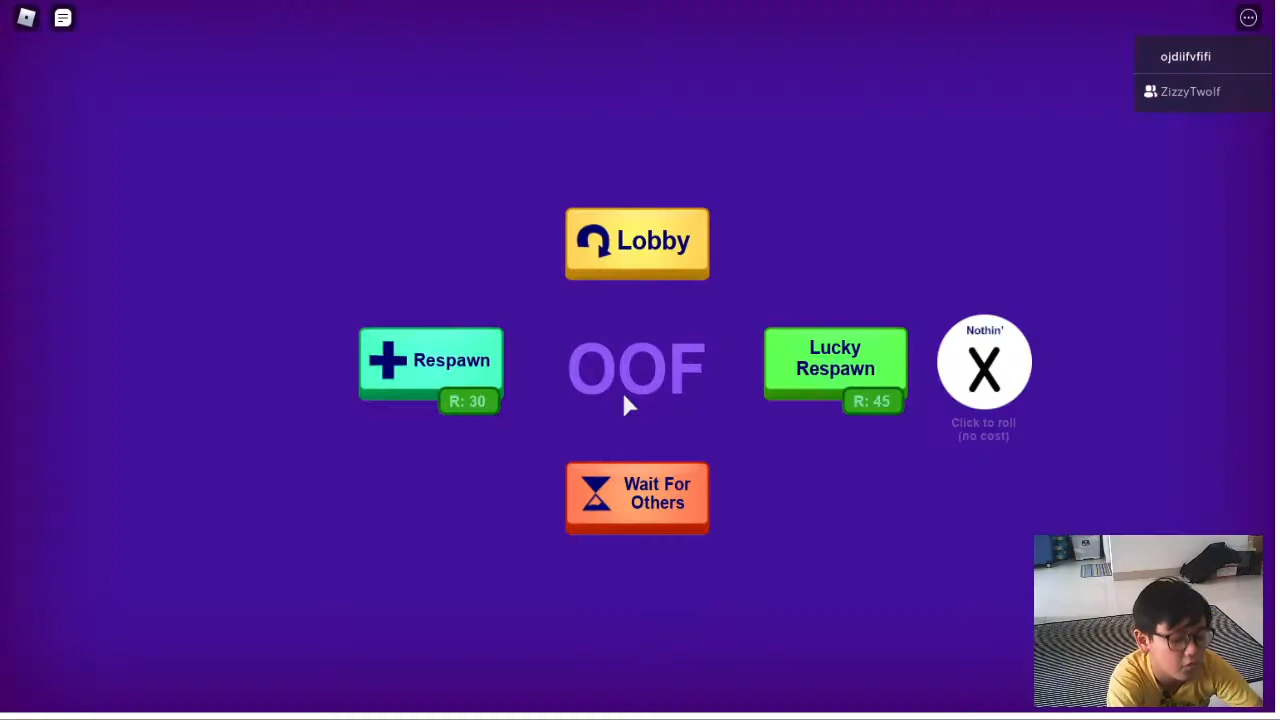 ojdiifvfifi
ZizzyTwolf
Lobby
Respawn
R: 30
OOF
Lucky
Respawn
R: 45
Nothin'
X
Click to roll
(no cost)
Wait For
Others